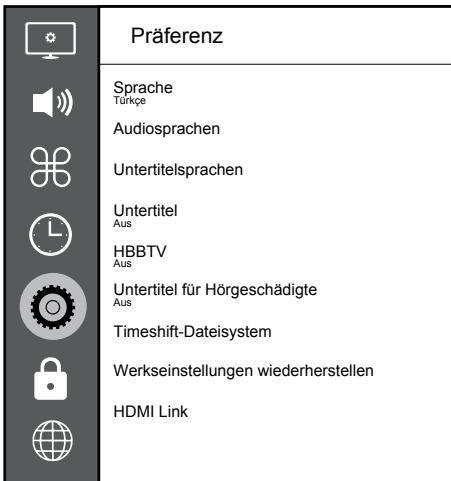 Präferenz
Sprache
Türkçe
Audiosprachen
Untertitelsprachen
Untertitel
Aus
HBBTV
Aus
Untertitel für Hörgeschädigte
Aus
Timeshift-Dateisystem
Werkseinstellungen wiederherstellen
HDMI Link